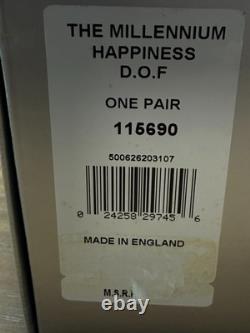 THE MILLENNIUM
HAPPINESS
D.O.F
ONE PAIR
115690
500626203107
0 24258 29745 6
MADE IN ENGLAND
M.S.R.